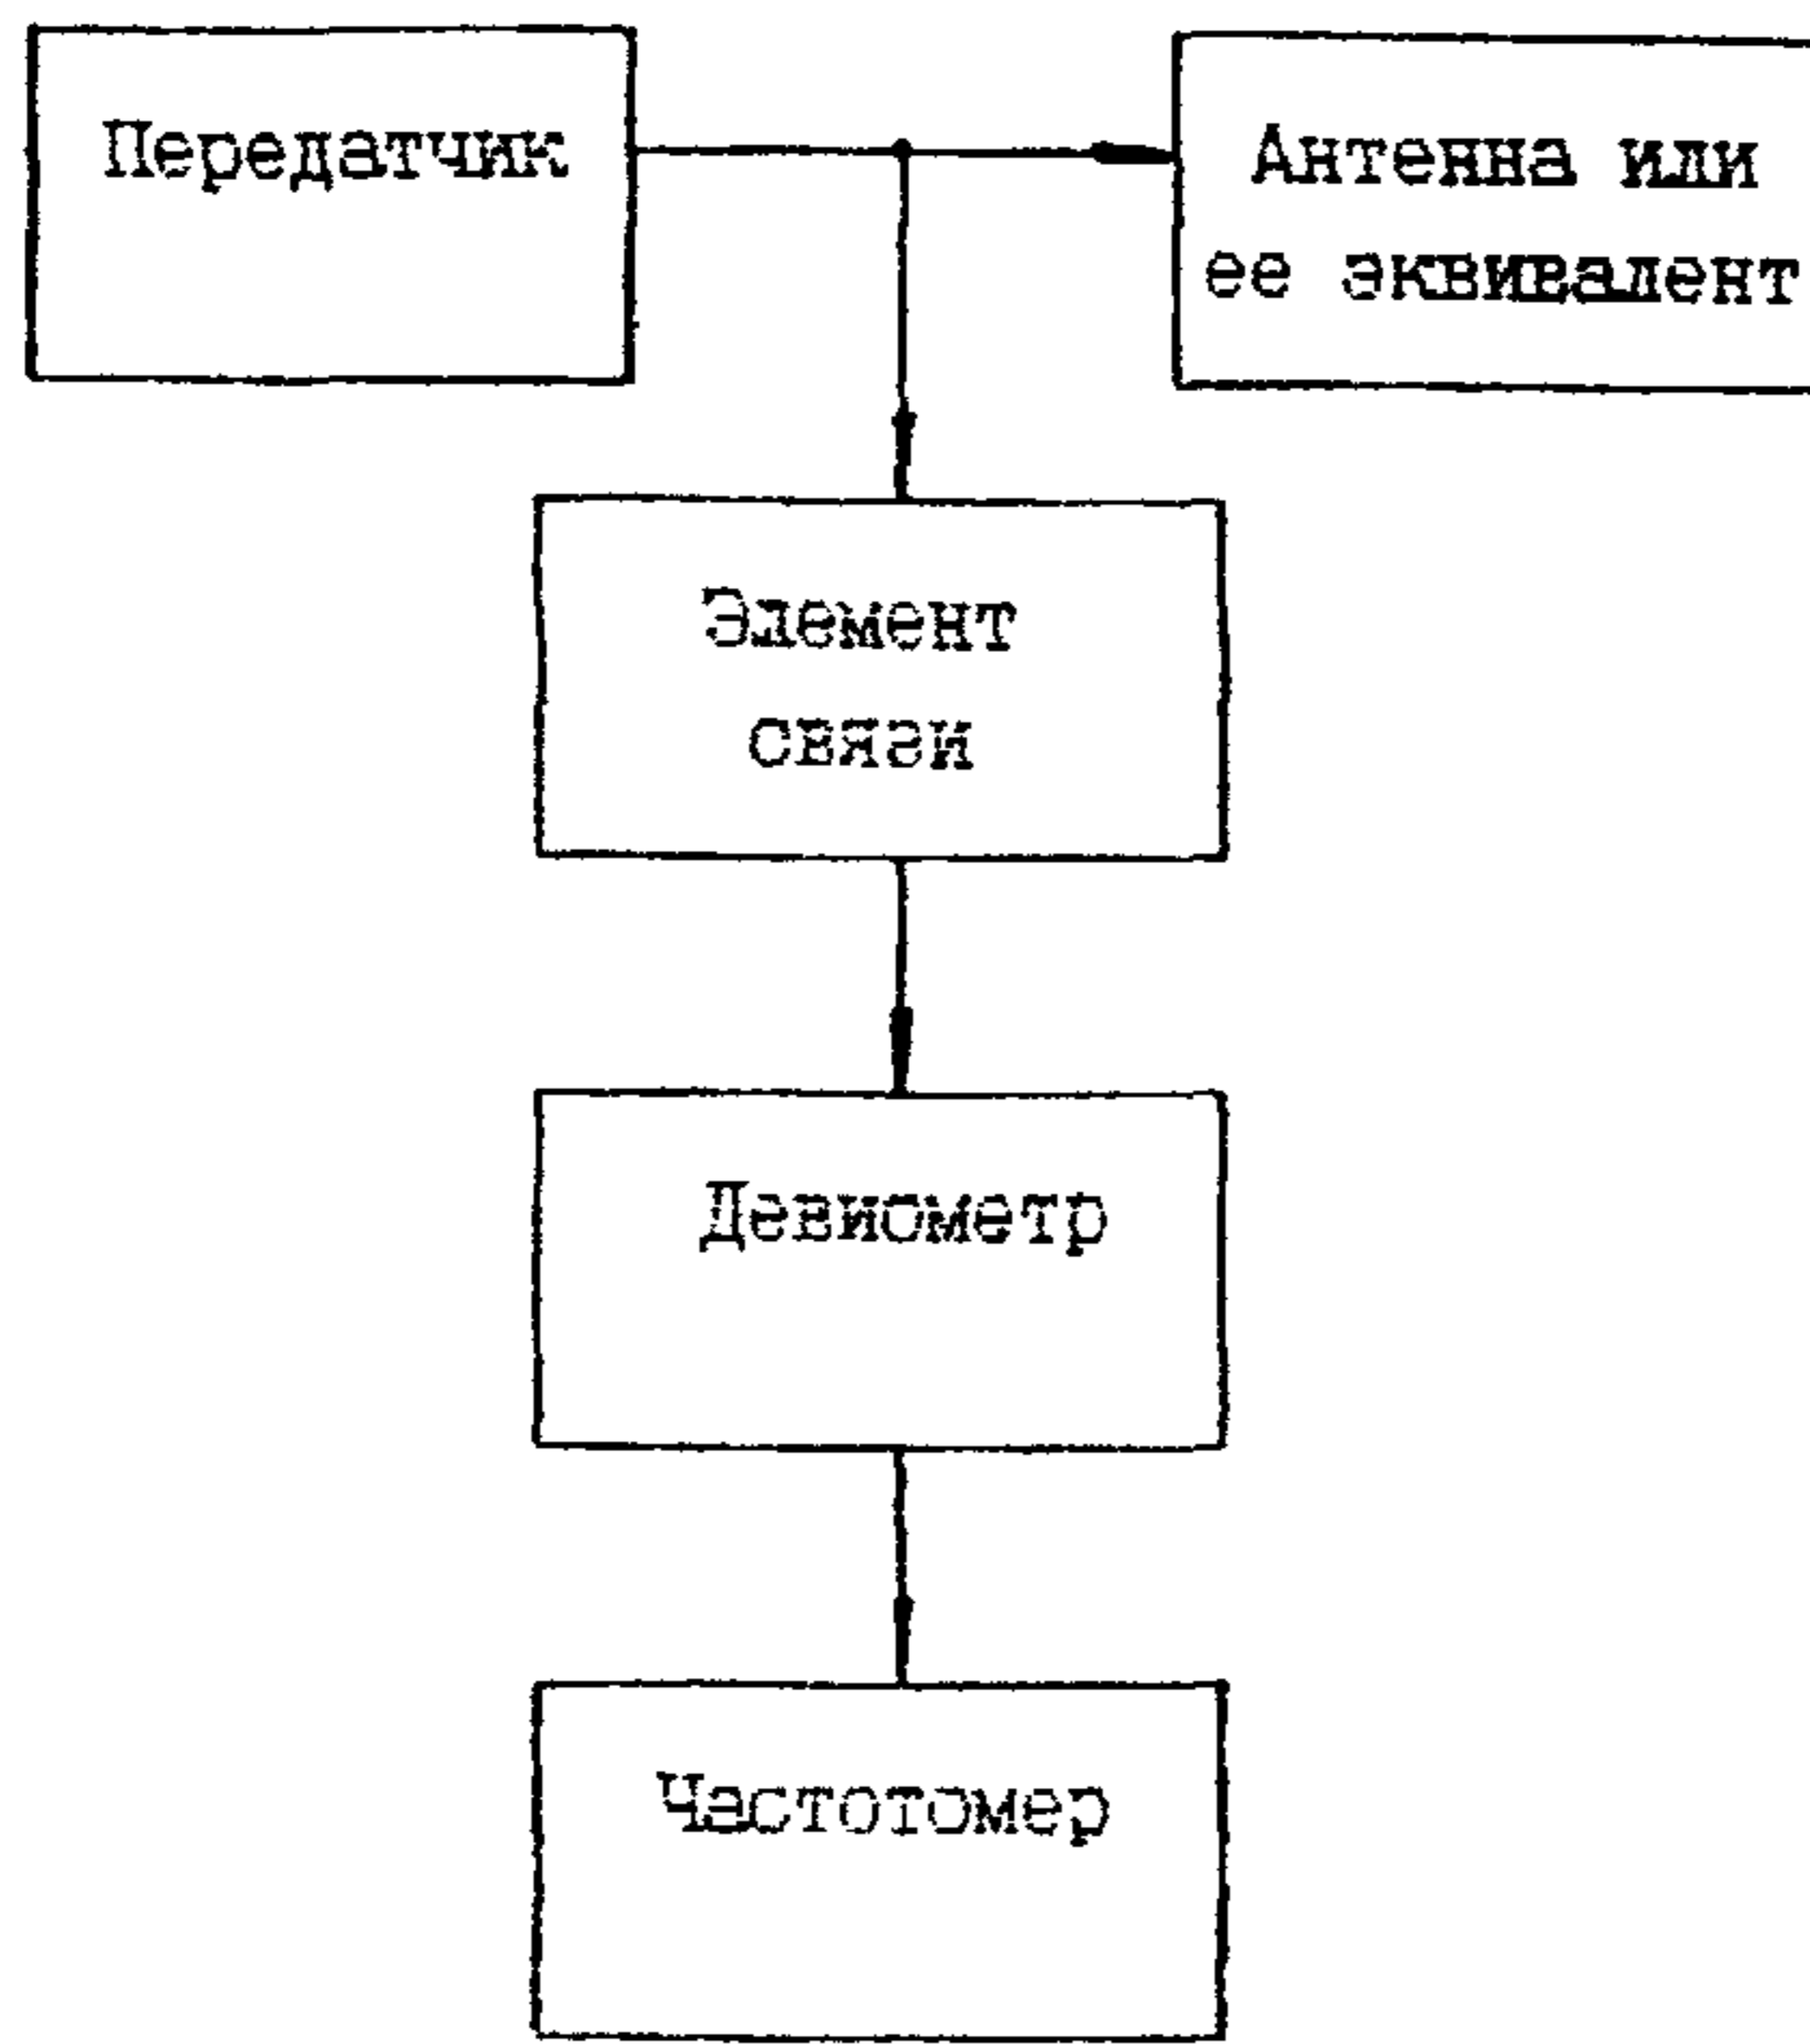 Передатчик
Антенна или
ее эквивалент
Элемент
связи
Девиометр
Частотомер